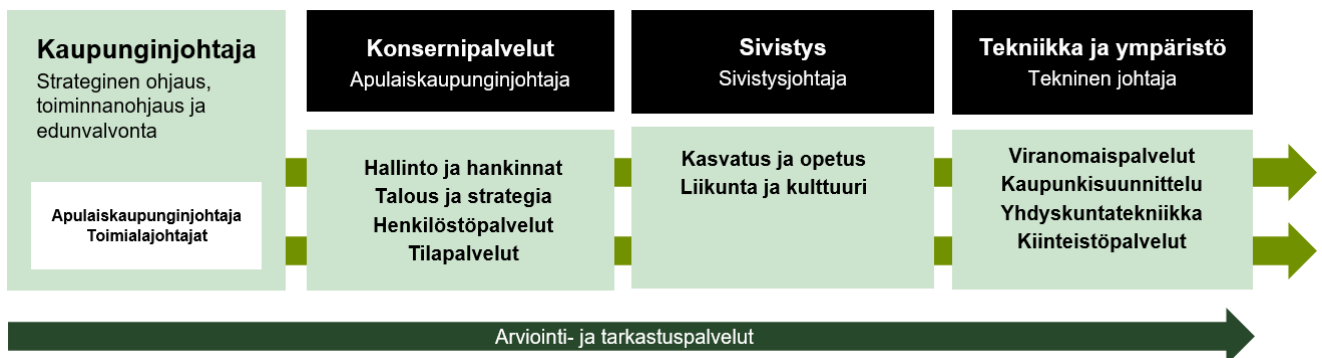 Kaupunginjohtaja
Strateginen ohjaus,
toiminnanohjaus ja
edunvalvonta
Apulaiskaupunginjohtaja
Toimialajohtajat
Konsernipalvelut
Apulaiskaupunginjohtaja
Hallinto ja hankinnat
Talous ja strategia
Henkilöstöpalvelut
Tilapalvelut
Sivistys
Sivistysjohtaja
Kasvatus ja opetus
Liikunta ja kulttuuri
Tekniikka ja ympäristö
Tekninen johtaja
Viranomaispalvelut
Kaupunkisuunnittelu
Yhdyskuntatekniikka
Kiinteistöpalvelut
Arviointi- ja tarkastuspalvelut